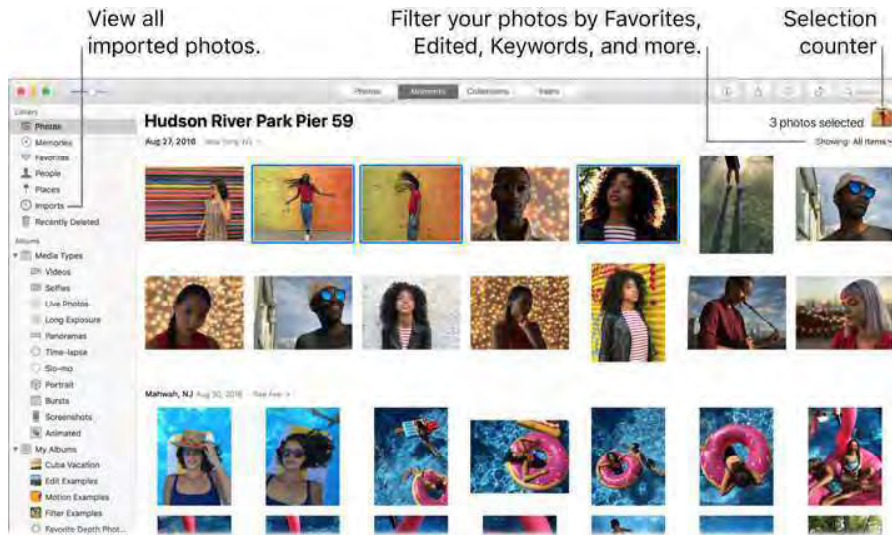 View all
imported photos.
Filter your photos by Favorites,
Edited, Keywords, and more.
Selection
counter
Photos
Moments
Collections
Library
Photos
Memories
Favorites
People
Places
Imports
Recently Deleted
Albums
Media Types
Videos
Selfies
Live Photos
Long Exposure
Panoramas
Time-lapse
Slo-mo
Portrait
Bursts
Screenshots
Animated
My Albums
Cuba Vacation
Edit Examples
Motion Examples
Filter Examples
Favorite Depth Phot...
Hudson River Park Pier 59
Aug 27, 2016 New York, NY
3 photos selected
Showing: All Items
Mahwah, NJ Aug 30, 2016